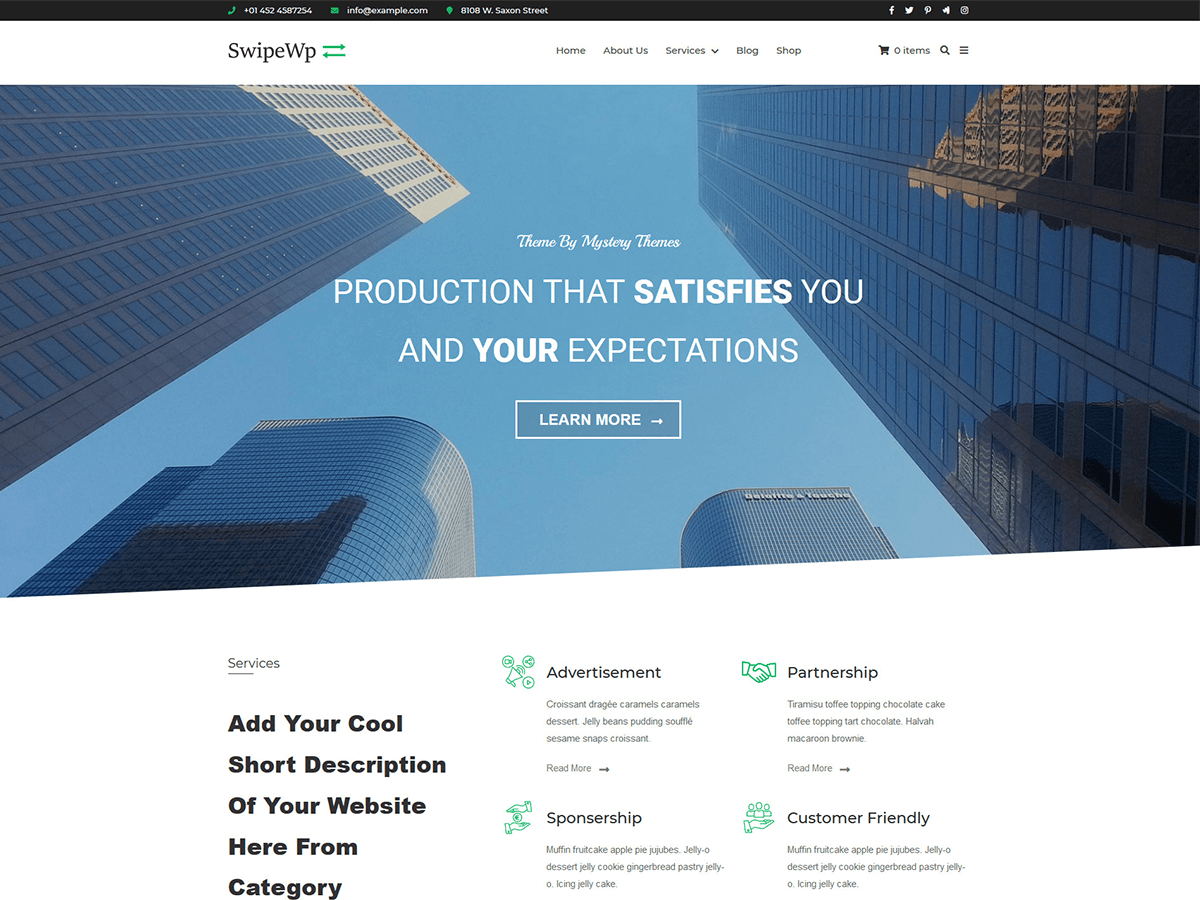 +01 452 4587254 info@example.com 8108 W. Saxon Street
SwipeWp Home About Us Services Blog Shop 0 items
Theme By Mystery Themes
PRODUCTION THAT SATISFIES YOU
AND YOUR EXPECTATIONS
LEARN MORE →
Deloitte & Touche
Services
Add Your Cool
Short Description
Of Your Website
Here From
Category
Advertisement
Croissant dragée caramels caramels
dessert. Jelly beans pudding soufflé
sesame snaps croissant.
Read More →
Partnership
Tiramisu toffee topping chocolate cake
toffee topping tart chocolate. Halvah
macaroon brownie.
Read More →
Sponsership
Muffin fruitcake apple pie jujubes. Jelly-o
dessert jelly cookie gingerbread pastry jelly-
o. Icing jelly cake.
Customer Friendly
Muffin fruitcake apple pie jujubes. Jelly-o
dessert jelly cookie gingerbread pastry jelly-
o. Icing jelly cake.